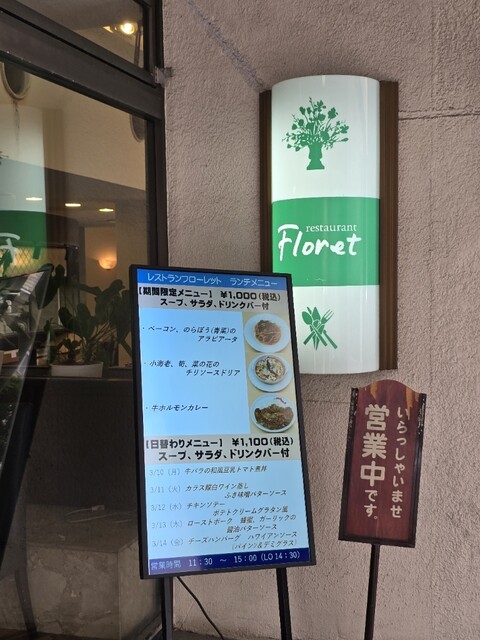 restaurant
Floret
レストランフローレット ランチメニュー
【期間限定メニュー】 ¥1,000(税込)
スープ、サラダ、ドリンクバー付
・ベーコン、のらぼう(青菜)の
アラビアータ
・小海老、筍、菜の花の
チリソースドリア
・牛ホルモンカレー
【日替わりメニュー】 ¥1,100(税込)
スープ、サラダ、ドリンクバー付
3/10 (月) 牛バラの和風豆乳トマト煮丼
3/11 (火) カラス鰈白ワイン蒸し
ふき味噌バターソース
3/12 (水) チキンソテー
ポテトクリームグラタン風
3/13 (木) ローストポーク 蜂蜜、ガーリックの
醤油バターソース
3/14 (金) チーズハンバーグ ハワイアンソース
(パイン)&デミグラス)
営業時間 11:30 ～ 15:00 (LO 14:30)
いらっしゃいませ
営業中です。